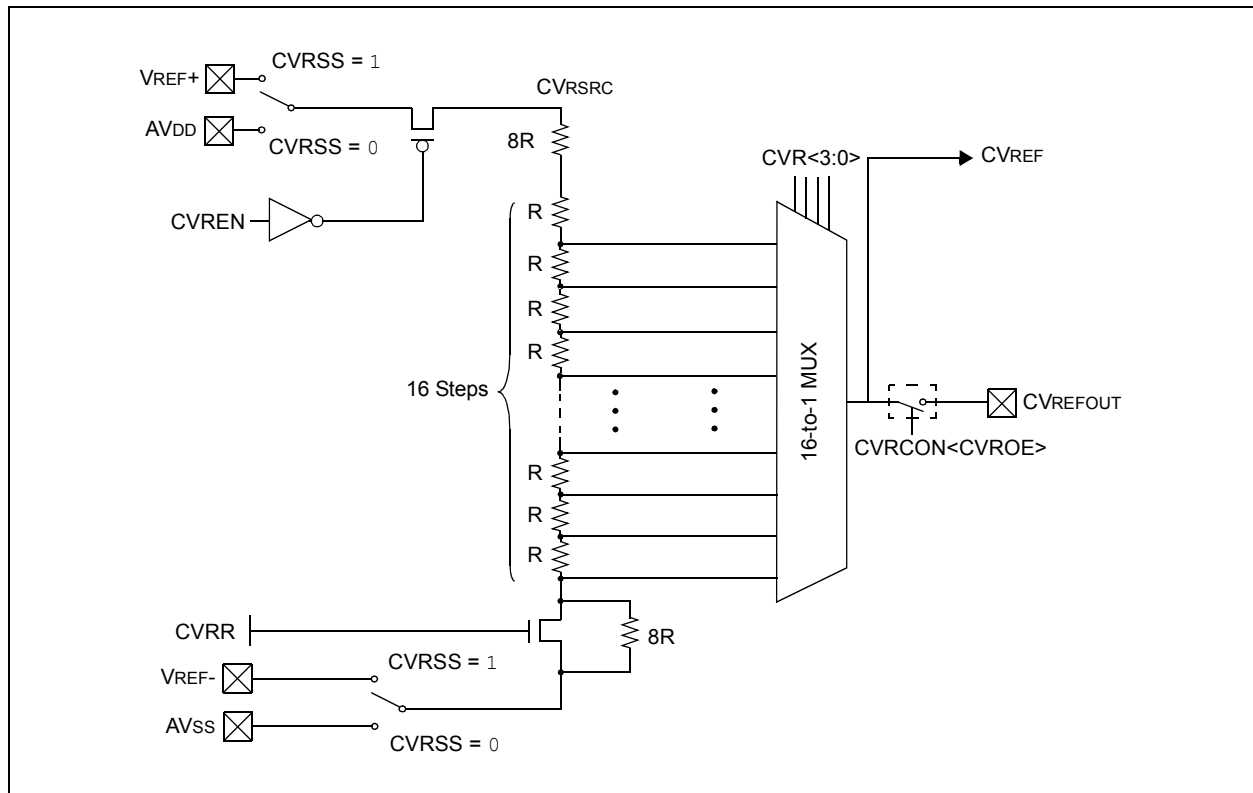 CVRSS = 1
VREF+
CVRSRC
AVDD
8R
CVRSS = 0
CVR<3:0>
CVREF
CVREN
R
R
R
R
16 Steps
16-to-1 MUX
CVREFOUT
CVRCON<CVROE>
R
R
R
CVRR
8R
CVRSS = 1
VREF-
AVSS
CVRSS = 0